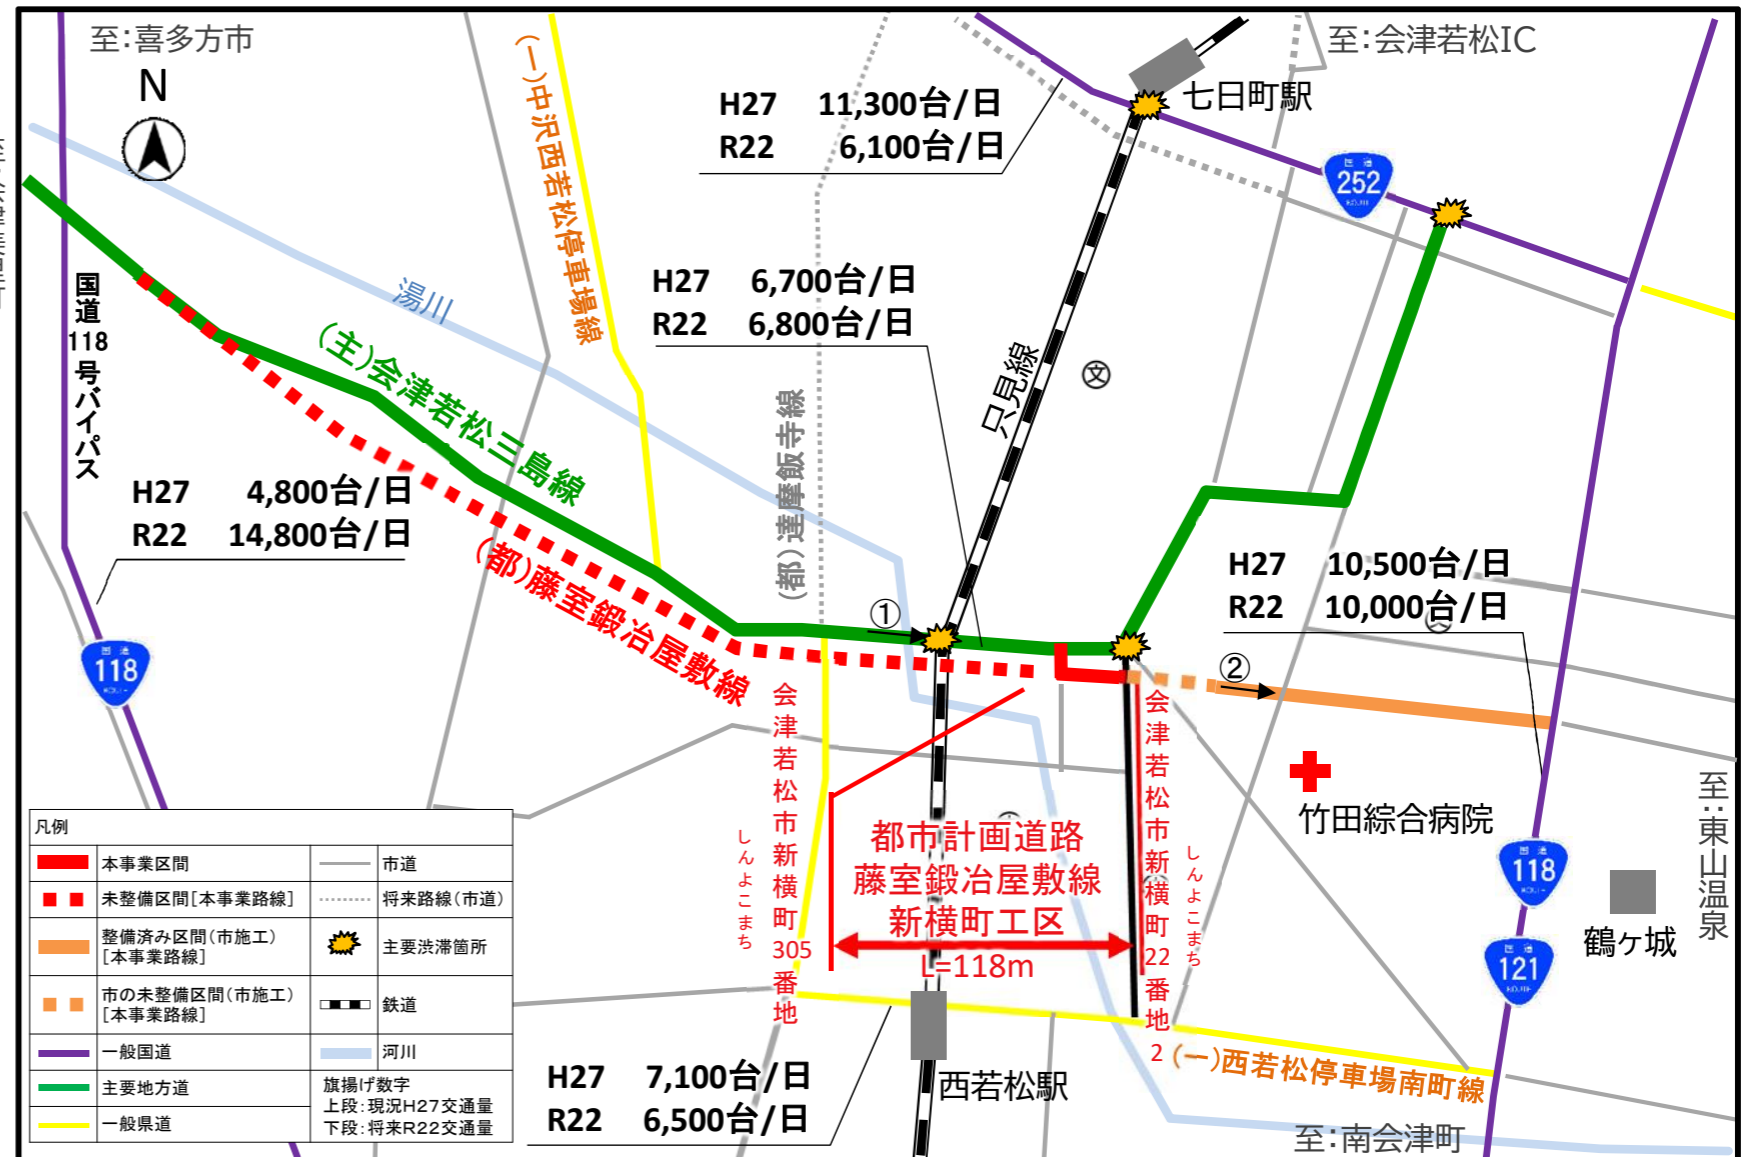 至：喜多方市
N
(一)中沢西若松停車場線
H27 11,300台/日
R22 6,100台/日
至：会津若松IC
七日町駅
国道
252
ROUTE
国道118号バイパス
湯川
(主)会津若松三島線
H27 6,700台/日
R22 6,800台/日
只見線
文
(都)達摩飯寺線
H27 4,800台/日
R22 14,800台/日
(都)藤室鍛冶屋敷線
①
②
H27 10,500台/日
R22 10,000台/日
国道
118
ROUTE
会津若松市新横町305番地
しんよこまち
都市計画道路
藤室鍛冶屋敷線
新横町工区
L=118m
会津若松市新横町22番地2
しんよこまち
竹田綜合病院
至：東山温泉
国道
118
ROUTE
鶴ヶ城
国道
121
ROUTE
凡例
本事業区間
市道
未整備区間[本事業路線]
将来路線(市道)
整備済み区間(市施工)
[本事業路線]
主要渋滞箇所
市の未整備区間(市施工)
[本事業路線]
鉄道
一般国道
河川
主要地方道
一般県道
旗揚げ数字
上段：現況H27交通量
下段：将来R22交通量
H27 7,100台/日
R22 6,500台/日
西若松駅
(一)西若松停車場南町線
至：南会津町